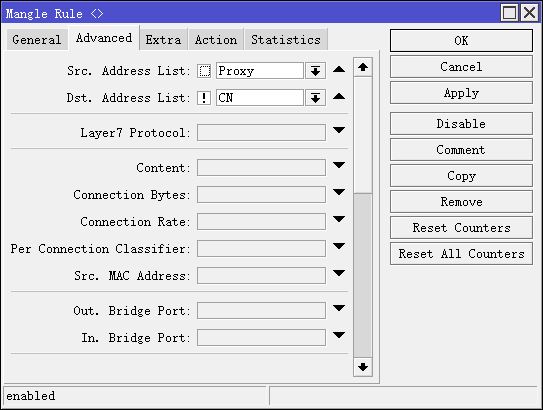 Mangle Rule <>
General Advanced Extra Action Statistics
Src. Address List: Proxy
Dst. Address List: ! CN
Layer7 Protocol:
Content:
Connection Bytes:
Connection Rate:
Per Connection Classifier:
Src. MAC Address:
Out. Bridge Port:
In. Bridge Port:
OK
Cancel
Apply
Disable
Comment
Copy
Remove
Reset Counters
Reset All Counters
enabled